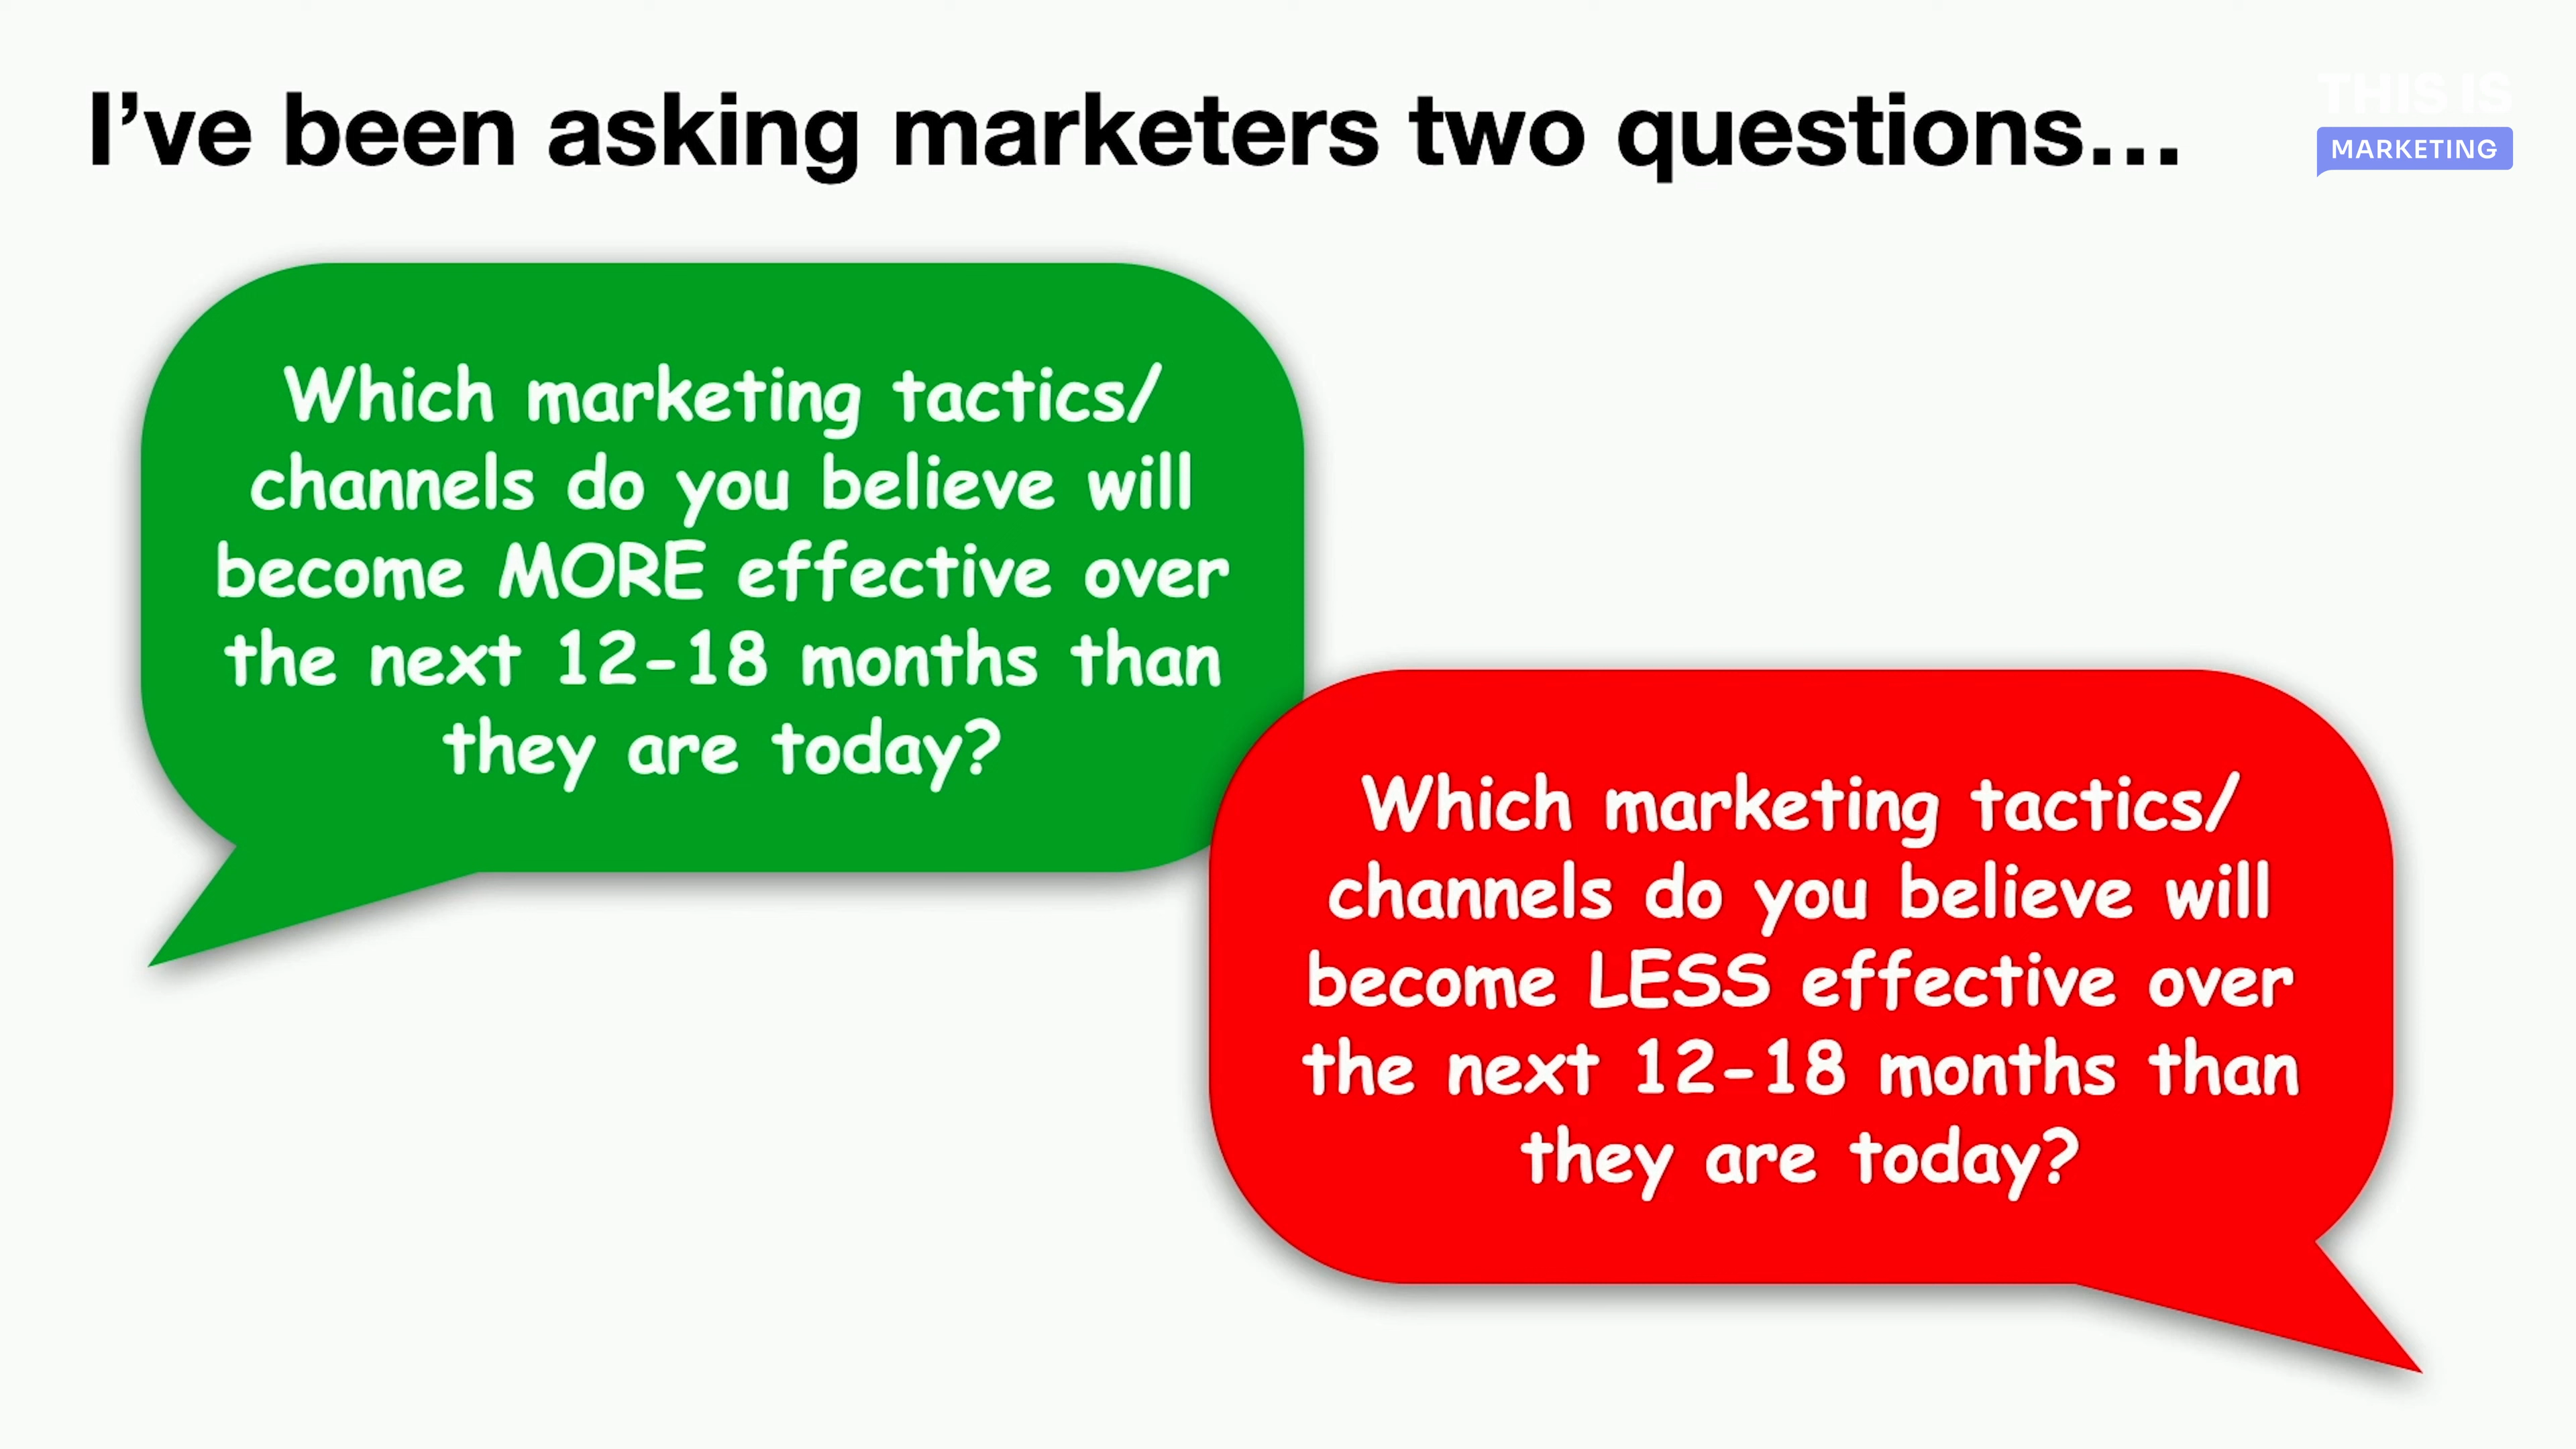 I’ve been asking marketers two questions…
THIS IS
MARKETING
Which marketing tactics/
channels do you believe will
become MORE effective over
the next 12-18 months than
they are today?
Which marketing tactics/
channels do you believe will
become LESS effective over
the next 12-18 months than
they are today?